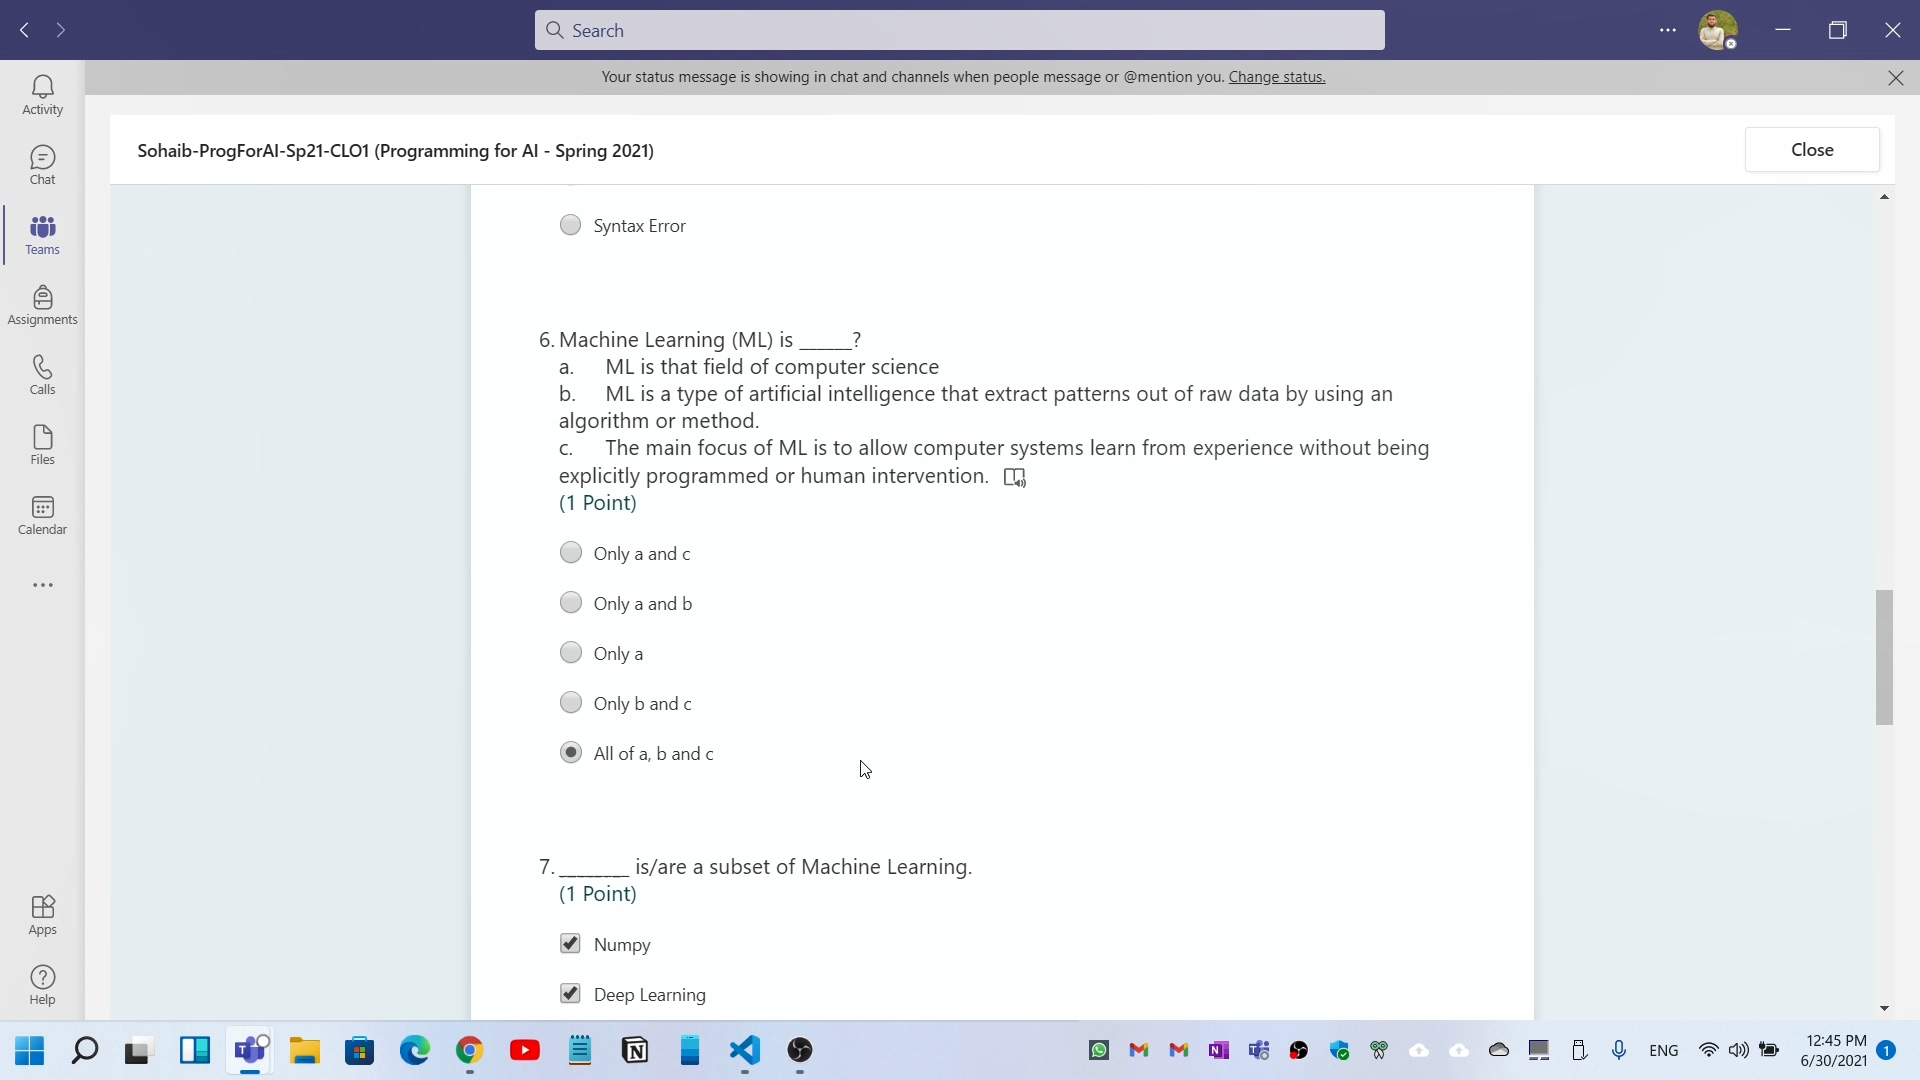 Search
Your status message is showing in chat and channels when people message or @mention you. Change status.
Activity
Chat
Teams
Assignments
Calls
Files
Calendar
Apps
Help
Sohaib-ProgForAI-Sp21-CLO1 (Programming for AI - Spring 2021)
Close
Syntax Error
6. Machine Learning (ML) is ______?
a. ML is that field of computer science
b. ML is a type of artificial intelligence that extract patterns out of raw data by using an
algorithm or method.
c. The main focus of ML is to allow computer systems learn from experience without being
explicitly programmed or human intervention.
(1 Point)
Only a and c
Only a and b
Only a
Only b and c
All of a, b and c
7. ________ is/are a subset of Machine Learning.
(1 Point)
Numpy
Deep Learning
ENG
12:45 PM
6/30/2021
1